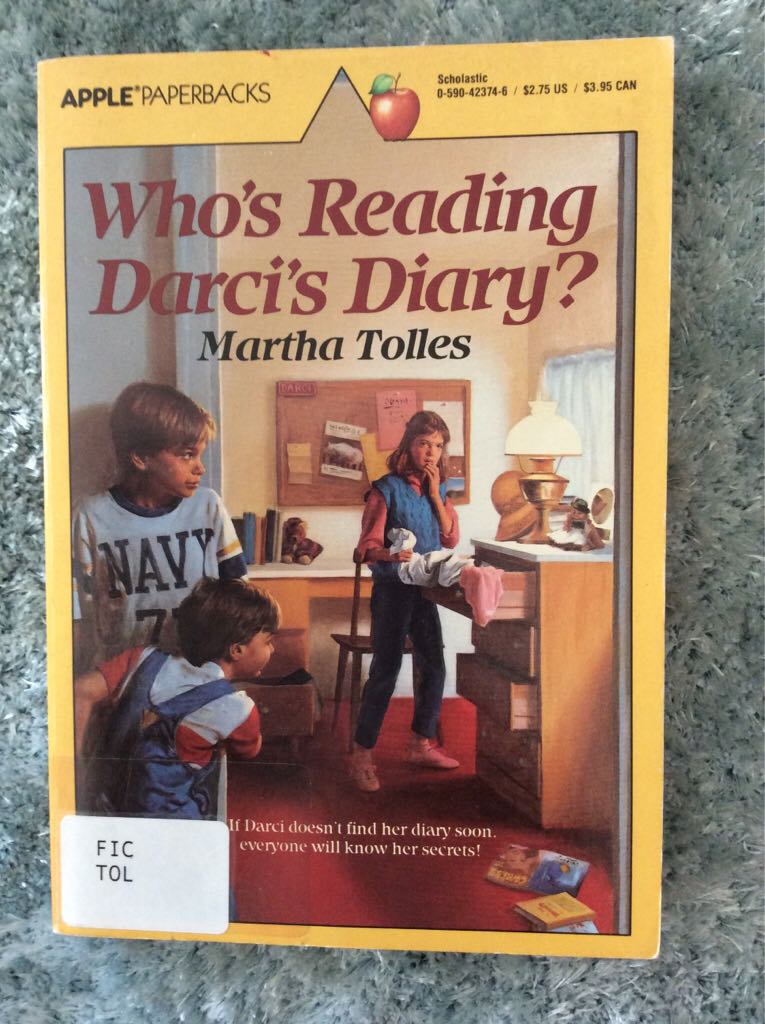 APPLE® PAPERBACKS
Scholastic
0-590-42374-6 / $2.75 US / $3.95 CAN
Who's Reading
Darci's Diary?
Martha Tolles
DARCI
NAVY
7
If Darci doesn't find her diary soon,
everyone will know her secrets!
FIC
TOL